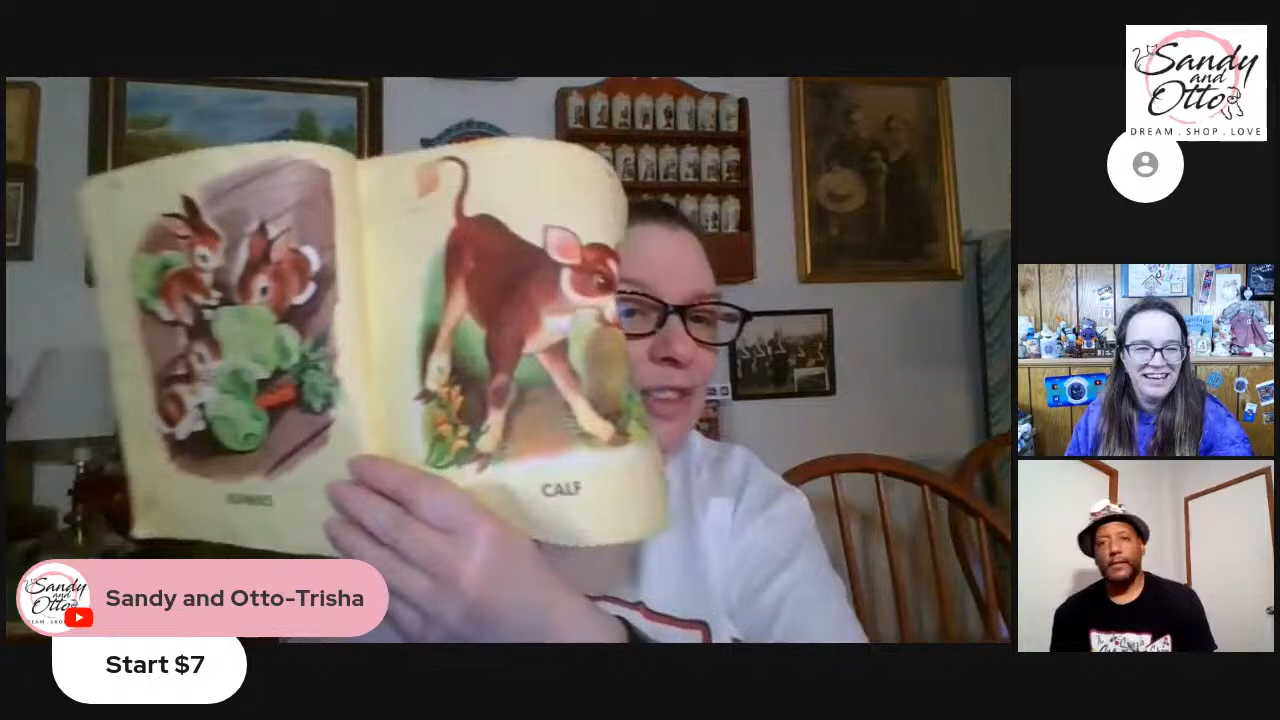 Sandy
and
Otto
DREAM . SHOP . LOVE
CALF
Sandy and Otto-Trisha
Start $7